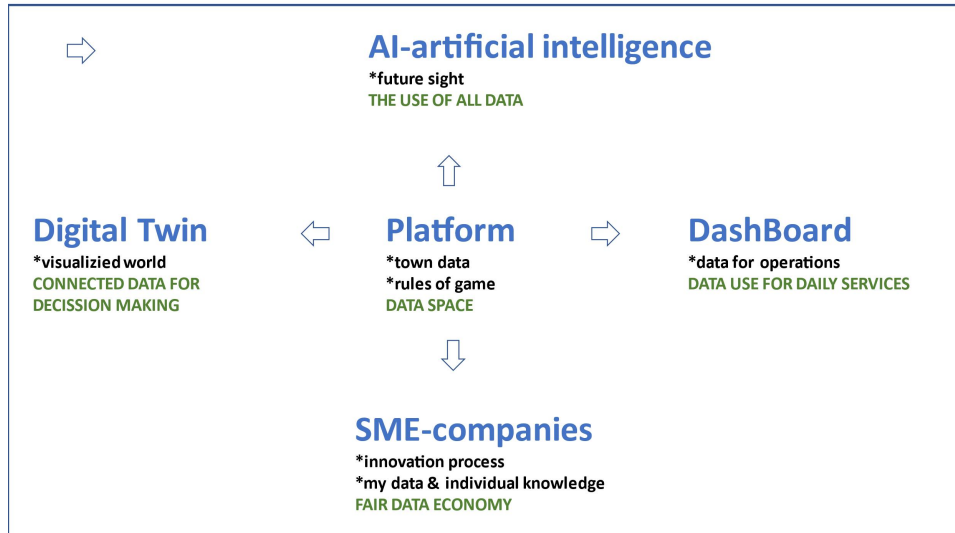 AI-artificial intelligence
*future sight
THE USE OF ALL DATA
Digital Twin
*visualizied world
CONNECTED DATA FOR
DECISSION MAKING
Platform
*town data
*rules of game
DATA SPACE
DashBoard
*data for operations
DATA USE FOR DAILY SERVICES
SME-companies
*innovation process
*my data & individual knowledge
FAIR DATA ECONOMY